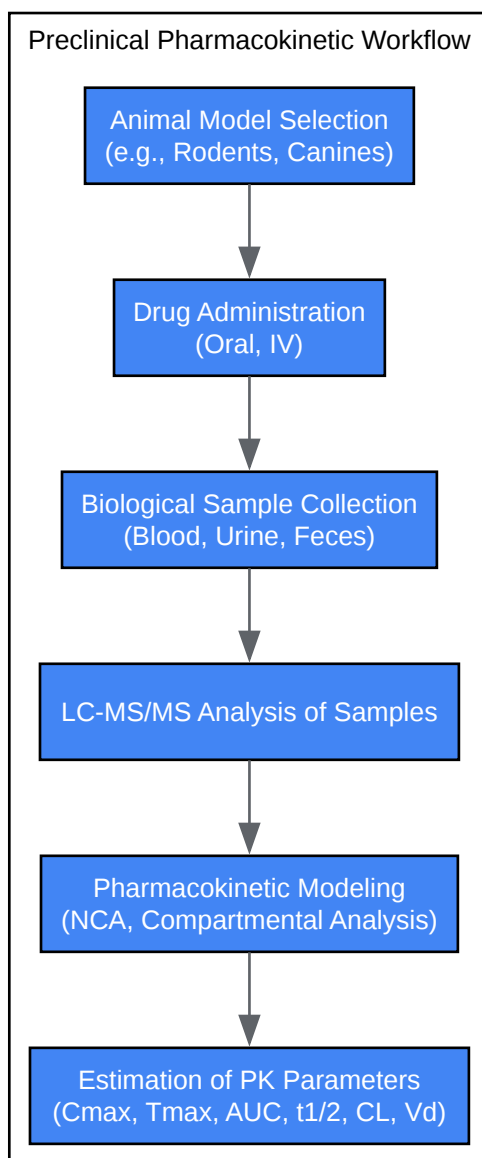 Preclinical Pharmacokinetic Workflow
Animal Model Selection
(e.g., Rodents, Canines)
Drug Administration
(Oral, IV)
Biological Sample Collection
(Blood, Urine, Feces)
LC-MS/MS Analysis of Samples
Pharmacokinetic Modeling
(NCA, Compartmental Analysis)
Estimation of PK Parameters
(Cmax, Tmax, AUC, t1/2, CL, Vd)